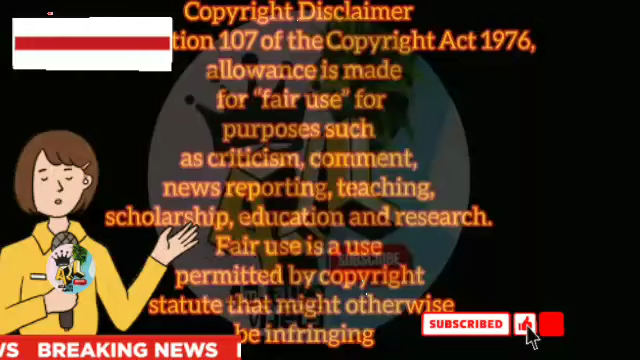 Copyright Disclaimer
tion 107 of the Copyright Act 1976,
allowance is made
for “fair use” for
purposes such
as criticism, comment,
news reporting, teaching,
scholarship, education and research.
Fair use is a use
SUBSCRIBE
permitted by copyright
statute that might otherwise
SUBSCRIBED
be infringing
WS BREAKING NEWS